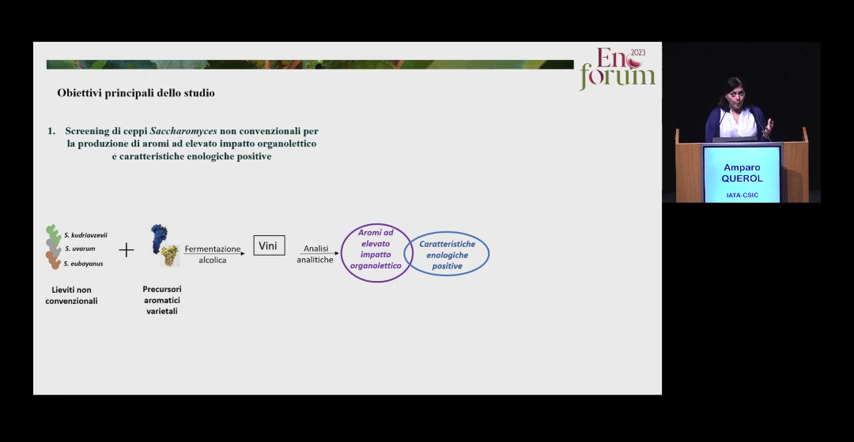 2023
Enoforum
Obiettivi principali dello studio
1. Screening di ceppi Saccharomyces non convenzionali per
la produzione di aromi ad elevato impatto organolettico
e caratteristiche enologiche positive
S. kudriavzevii
S. uvarum
S. eubayanus
+
Fermentazione
alcolica
Vini
Analisi
analitiche
Aromi ad
elevato
impatto
organolettico
Caratteristiche
enologiche
positive
Lieviti non
convenzionali
Precursori
aromatici
varietali
Amparo
QUEROL
IATA-CSIC